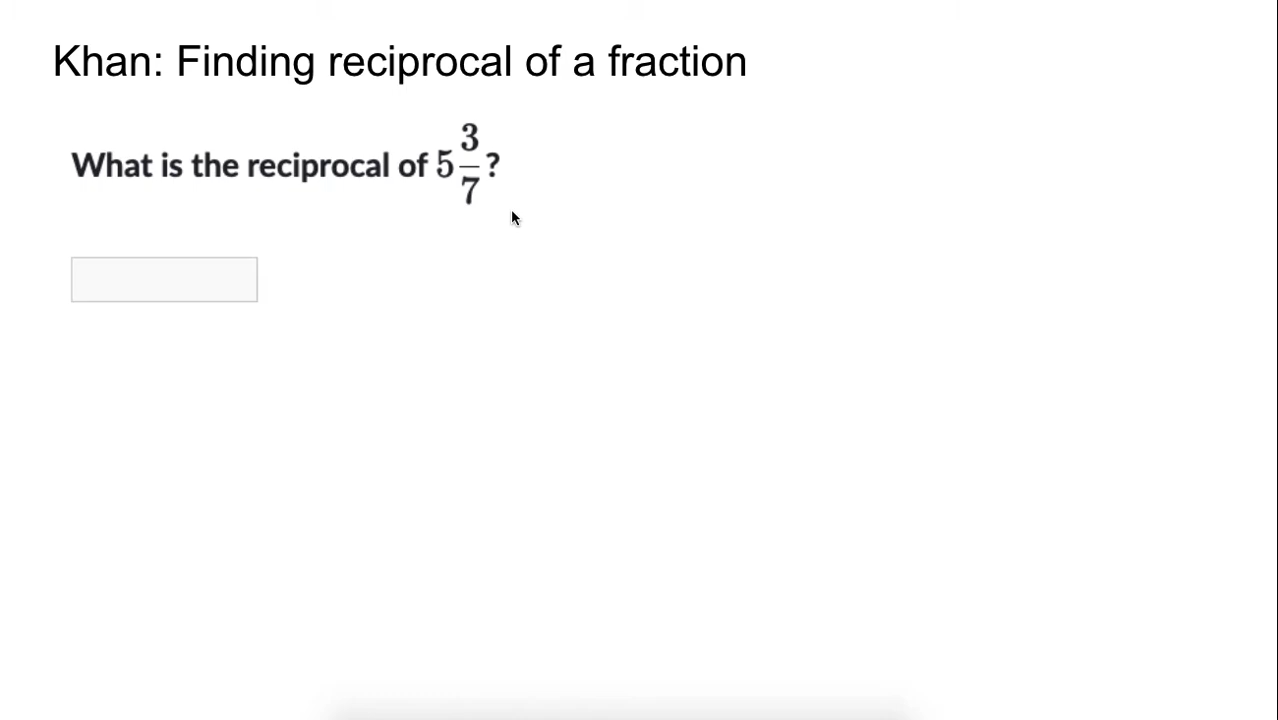 Khan: Finding reciprocal of a fraction
What is the reciprocal of 5 3/7?